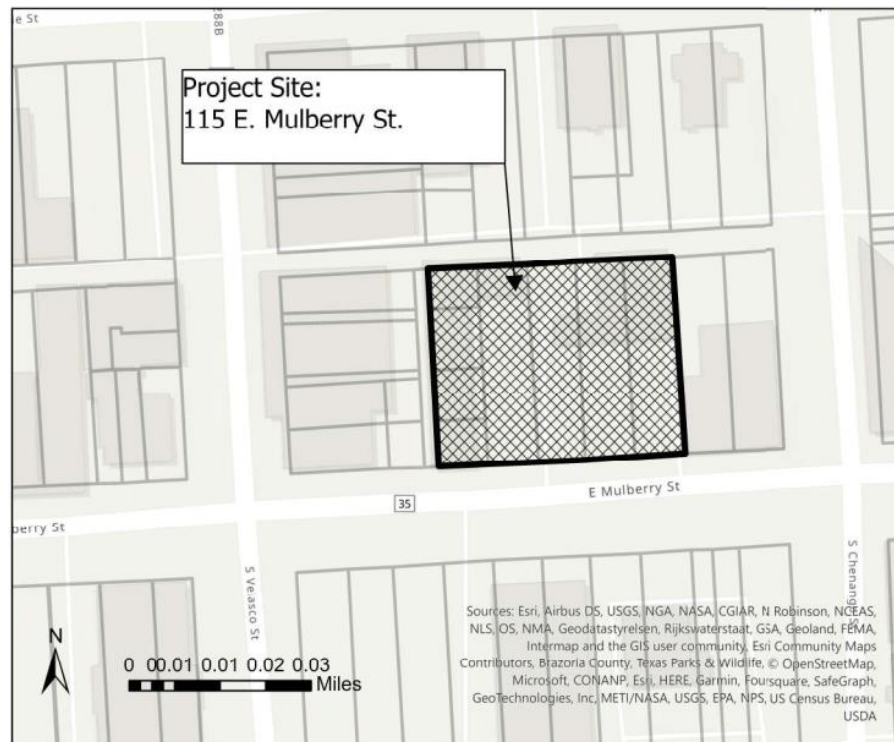 e St
288B
Project Site:
115 E. Mulberry St.
E Mulberry St
35
berry St
S Velasco St
S Chenango St
N
0 00.01 0.01 0.02 0.03
Miles
Sources: Esri, Airbus DS, USGS, NGA, NASA, CGIAR, N Robinson, NCEAS,
NLS, OS, NMA, Geodatastyrelsen, Rijkswaterstaat, GSA, Geoland, FEMA,
Intermap and the GIS user community, Esri Community Maps
Contributors, Brazoria County, Texas Parks & Wildlife, © OpenStreetMap,
Microsoft, CONANP, Esri, HERE, Garmin, Foursquare, SafeGraph,
GeoTechnologies, Inc, METI/NASA, USGS, EPA, NPS, US Census Bureau,
USDA